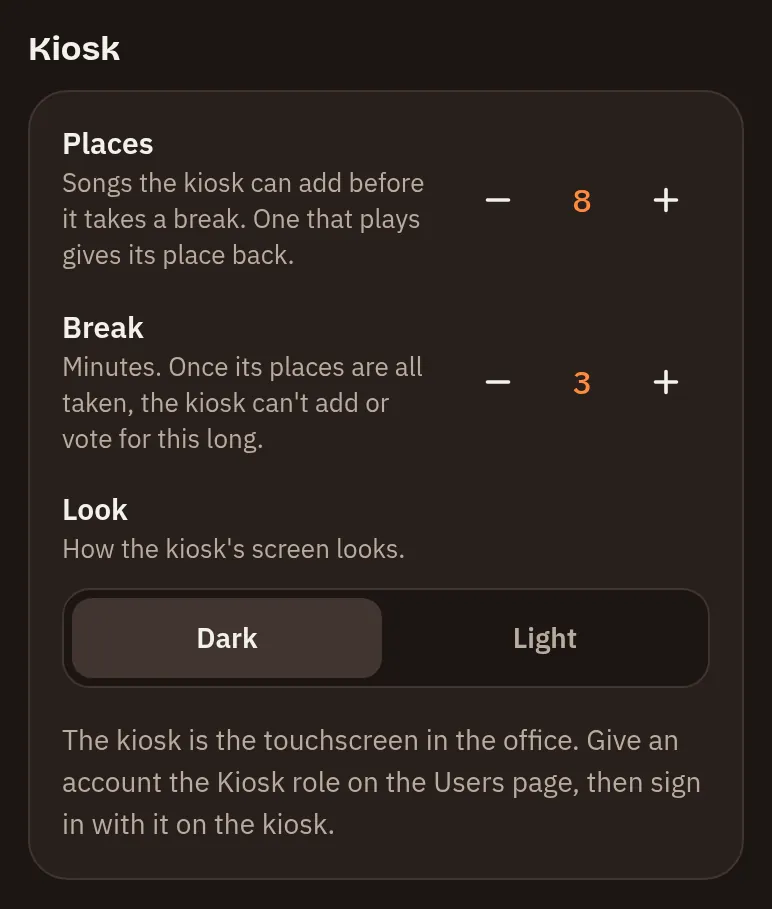 Kiosk
Places
Songs the kiosk can add before
it takes a break. One that plays
gives its place back.
8
Break
Minutes. Once its places are all
taken, the kiosk can't add or
vote for this long.
3
Look
How the kiosk's screen looks.
Dark
Light
The kiosk is the touchscreen in the office. Give an
account the Kiosk role on the Users page, then sign
in with it on the kiosk.